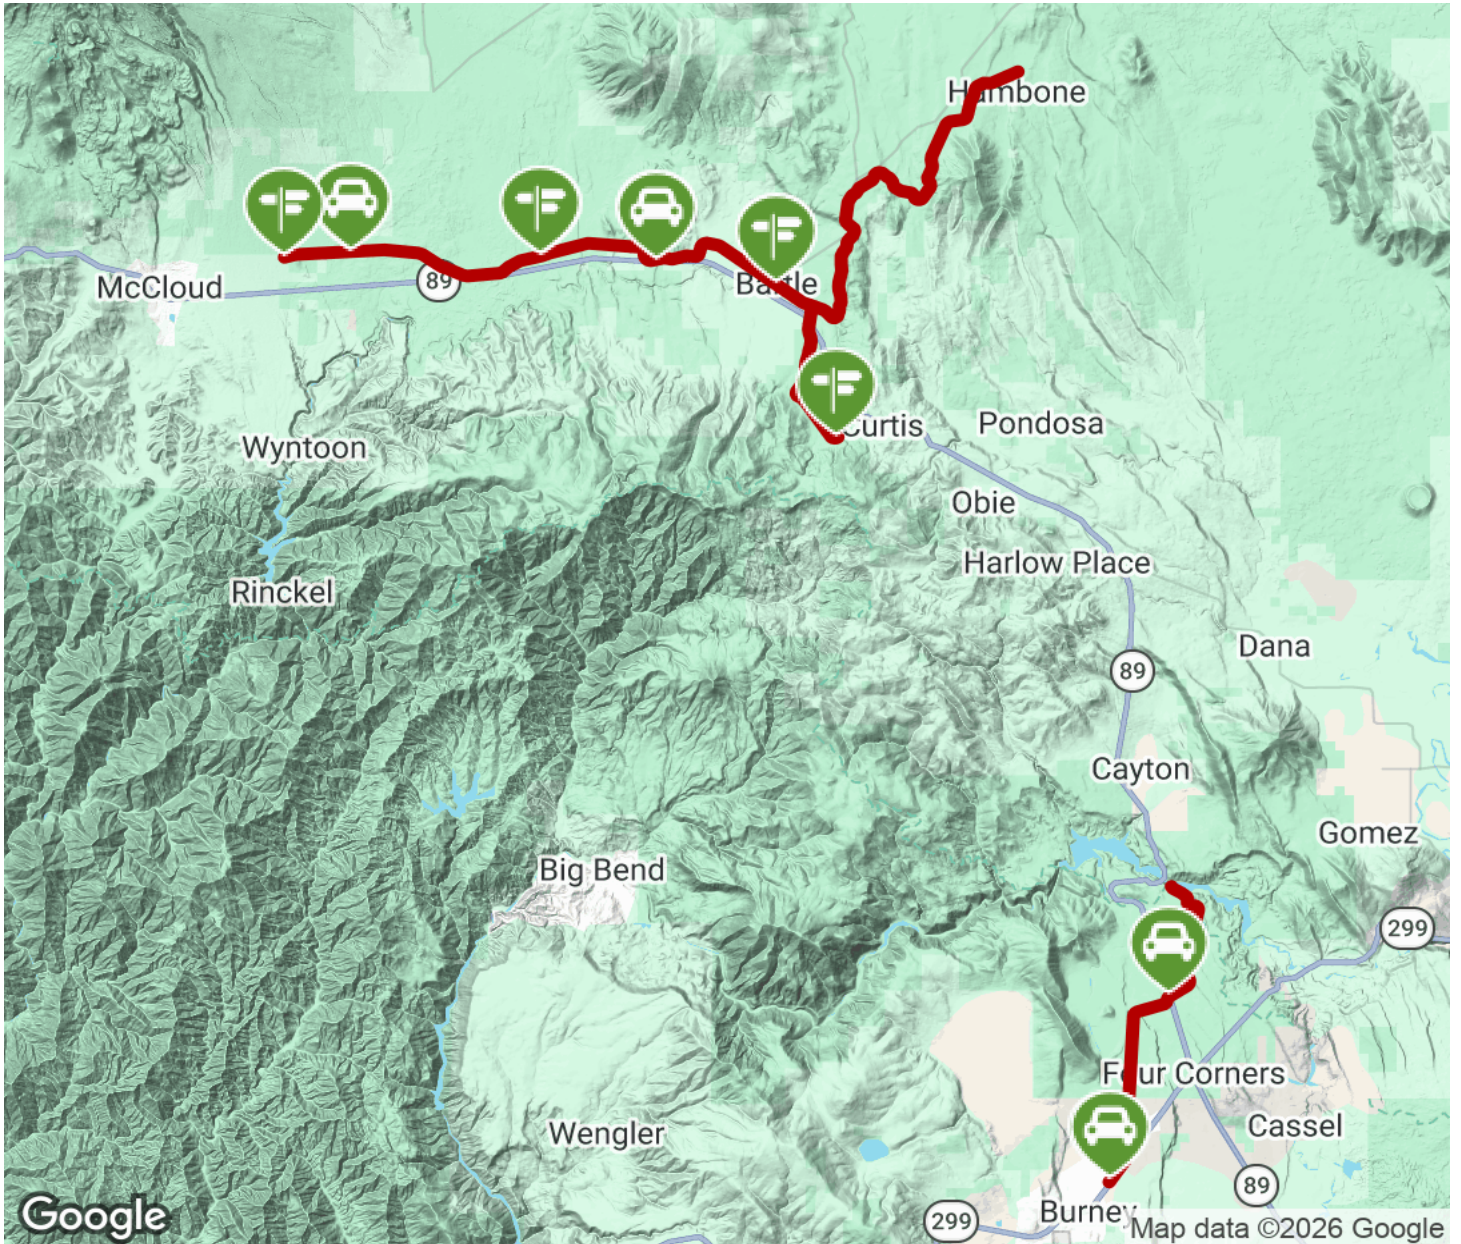 Hambone
McCloud
89
Bartle
Curtis
Pondosa
Wyntoon
Obie
Harlow Place
Rinckel
Dana
89
Cayton
Gomez
Big Bend
299
Four Corners
Wengler
Cassel
89
Burney
299
Google
Map data ©2026 Google